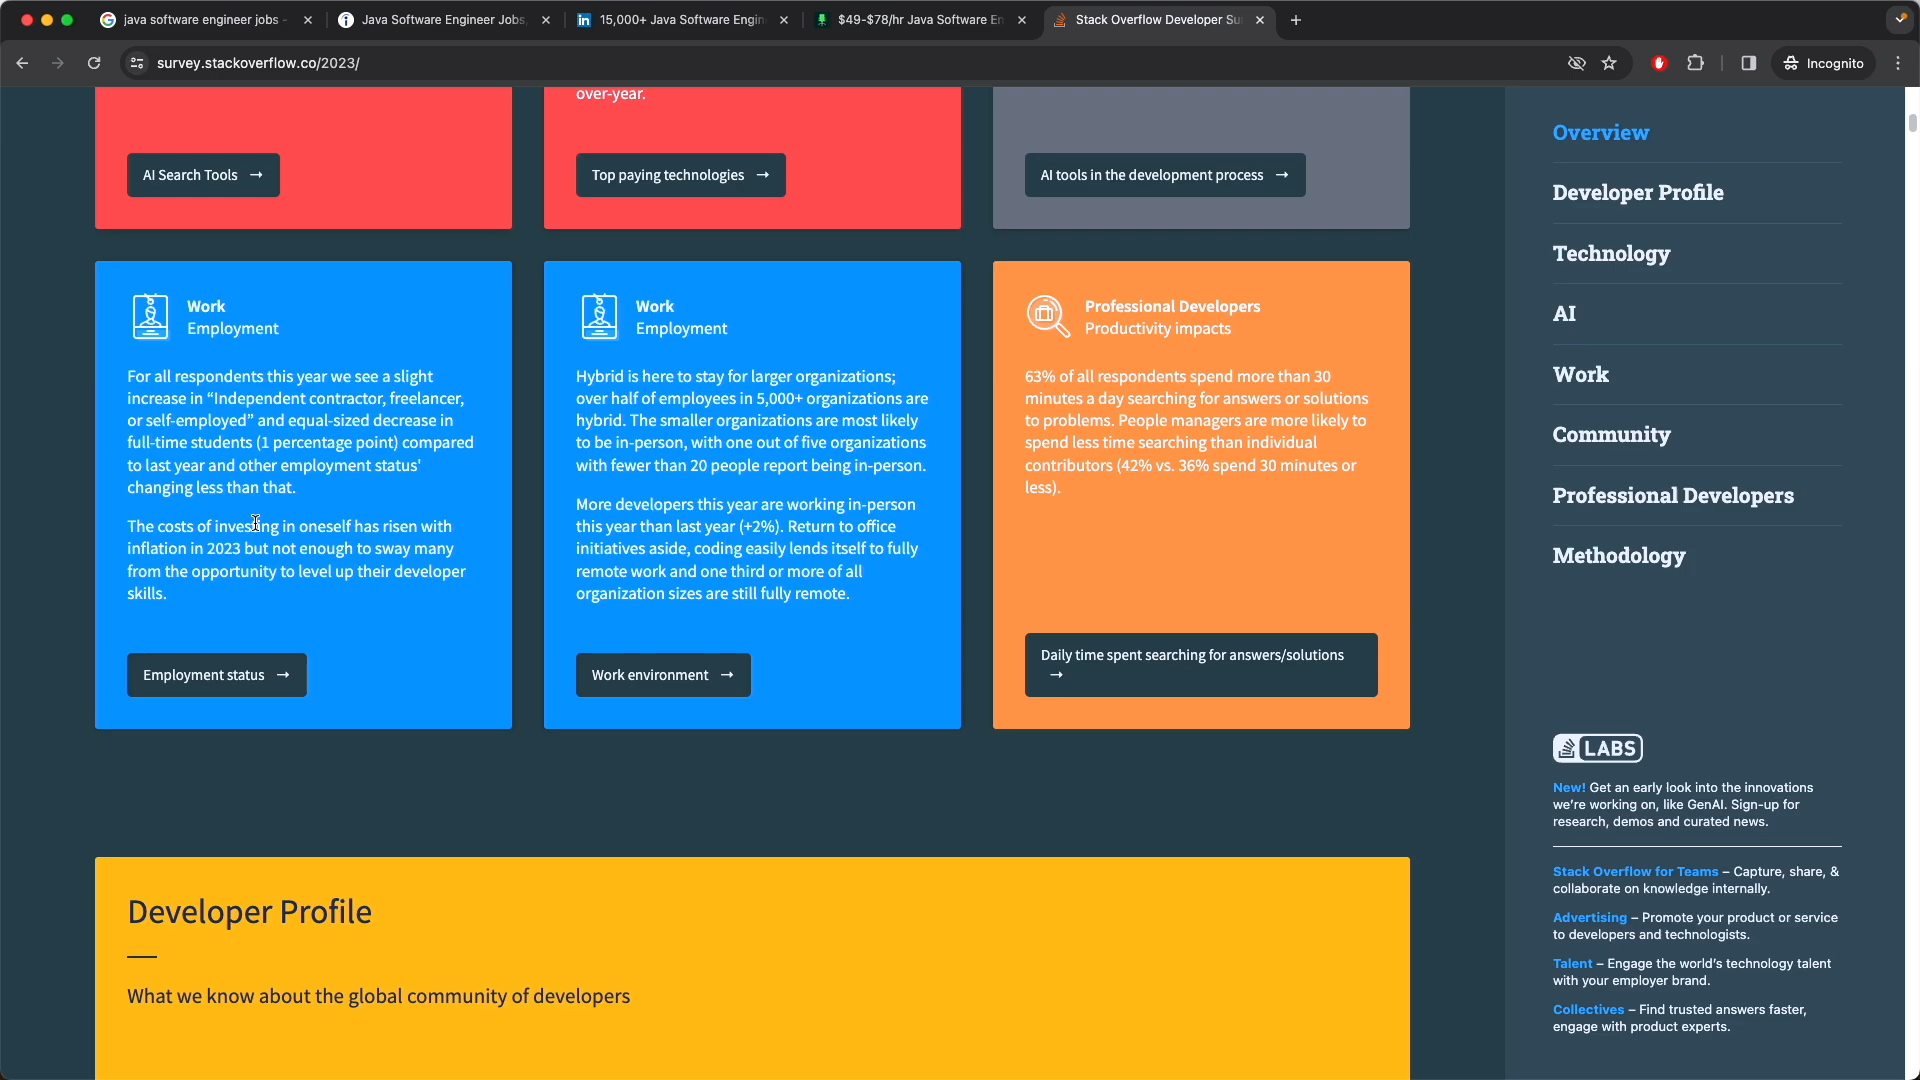 java software engineer jobs -
Java Software Engineer Jobs,
15,000+ Java Software Engin
$49-$78/hr Java Software En
Stack Overflow Developer Su
survey.stackoverflow.co/2023/
Incognito
over-year.
AI Search Tools →
Top paying technologies →
AI tools in the development process →
Work
Employment
For all respondents this year we see a slight
increase in “Independent contractor, freelancer,
or self-employed” and equal-sized decrease in
full-time students (1 percentage point) compared
to last year and other employment status'
changing less than that.
The costs of investing in oneself has risen with
inflation in 2023 but not enough to sway many
from the opportunity to level up their developer
skills.
Employment status →
Work
Employment
Hybrid is here to stay for larger organizations;
over half of employees in 5,000+ organizations are
hybrid. The smaller organizations are most likely
to be in-person, with one out of five organizations
with fewer than 20 people report being in-person.
More developers this year are working in-person
this year than last year (+2%). Return to office
initiatives aside, coding easily lends itself to fully
remote work and one third or more of all
organization sizes are still fully remote.
Work environment →
Professional Developers
Productivity impacts
63% of all respondents spend more than 30
minutes a day searching for answers or solutions
to problems. People managers are more likely to
spend less time searching than individual
contributors (42% vs. 36% spend 30 minutes or
less).
Daily time spent searching for answers/solutions
→
Developer Profile
What we know about the global community of developers
Overview
Developer Profile
Technology
AI
Work
Community
Professional Developers
Methodology
LABS
New! Get an early look into the innovations
we're working on, like GenAI. Sign-up for
research, demos and curated news.
Stack Overflow for Teams – Capture, share, &
collaborate on knowledge internally.
Advertising – Promote your product or service
to developers and technologists.
Talent – Engage the world's technology talent
with your employer brand.
Collectives – Find trusted answers faster,
engage with product experts.